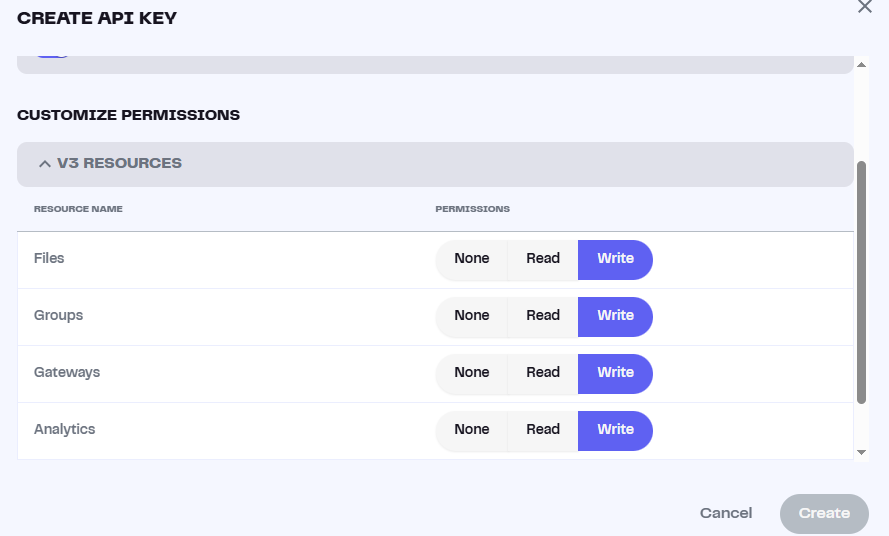 CREATE API KEY
CUSTOMIZE PERMISSIONS
V3 RESOURCES
RESOURCE NAME PERMISSIONS
Files None Read Write
Groups None Read Write
Gateways None Read Write
Analytics None Read Write
Cancel Create